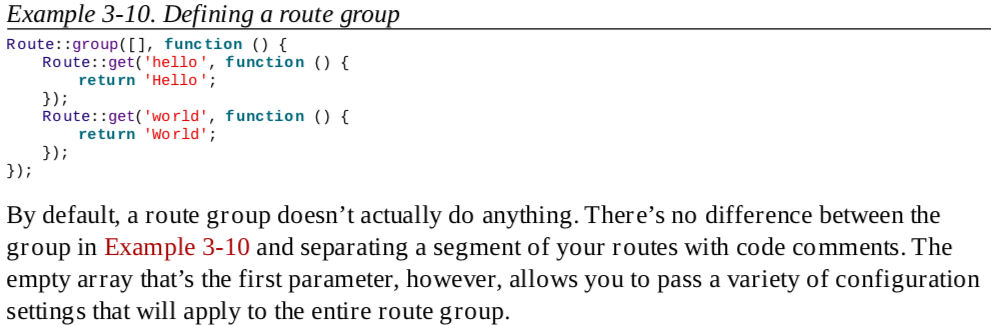 Example 3-10. Defining a route group
Route::group([], function () {
    Route::get('hello', function () {
        return 'Hello';
    });
    Route::get('world', function () {
        return 'World';
    });
});
By default, a route group doesn’t actually do anything. There’s no difference between the
group in Example 3-10 and separating a segment of your routes with code comments. The
empty array that’s the first parameter, however, allows you to pass a variety of configuration
settings that will apply to the entire route group.